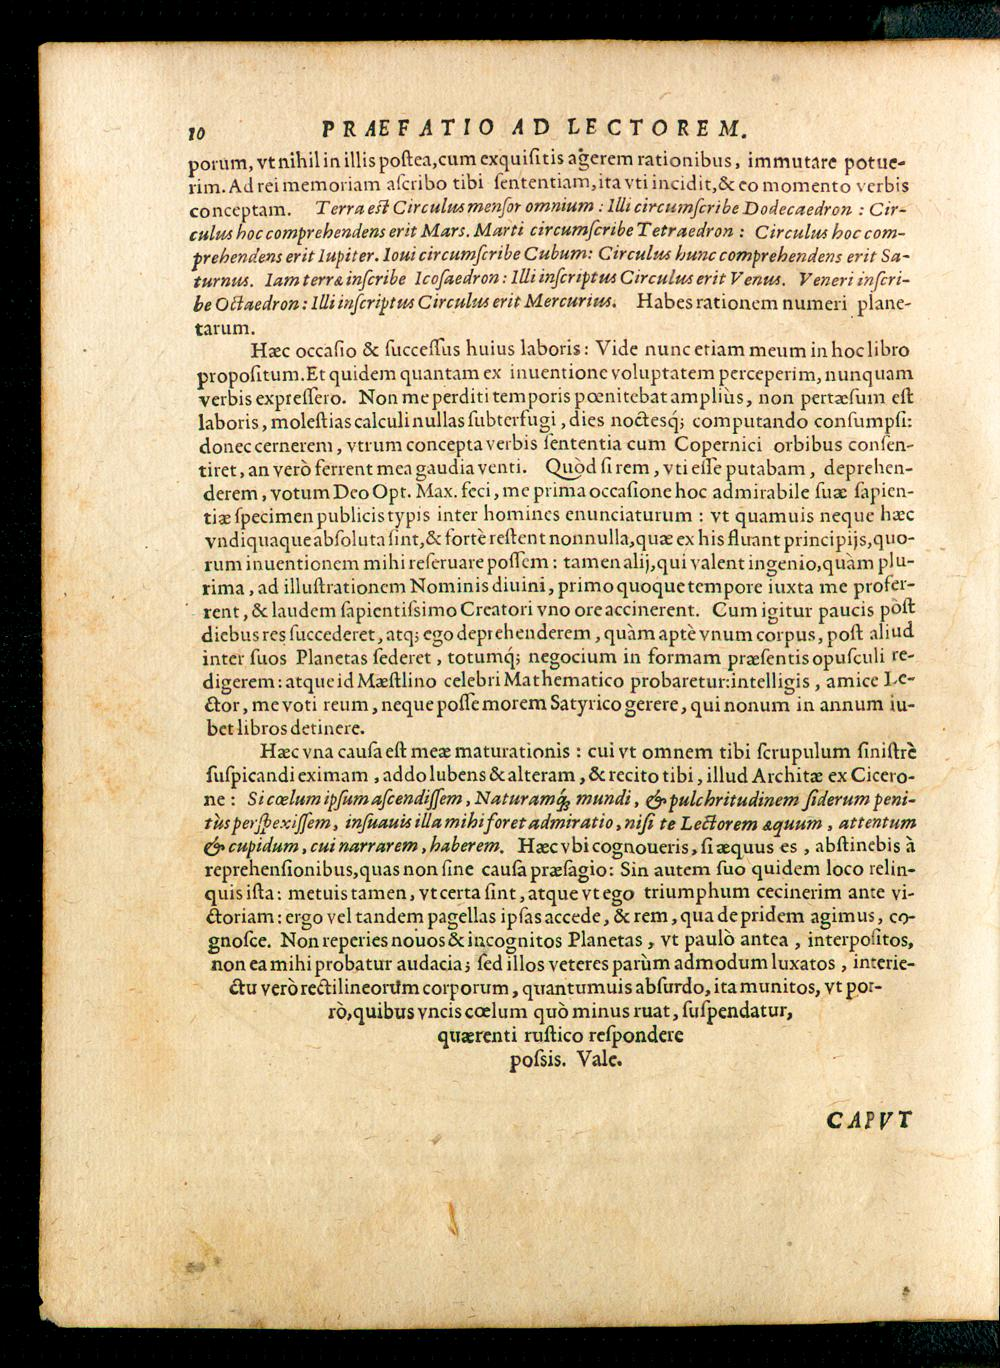 10 PRAEFATIO AD LECTOREM.
porum, vt nihil in illis poſtea, cum exquiſitis agerem rationibus, immutare potue-
rim. Ad rei memoriam aſcribo tibi ſententiam, ita vti incidit, & eo momento verbis
conceptam. Terra eſt Circulus menſor omnium: Illi circumſcribe Dodecaedron: Cir-
culus hoc comprehendens erit Mars. Marti circumſcribe Tetraedron: Circulus hoc com-
prehendens erit Iupiter. Ioui circumſcribe Cubum: Circulus hunc comprehendens erit Sa-
turnus. Iam terræ inſcribe Icoſaedron: Illi inſcriptus Circulus erit Venus. Veneri inſcri-
be Octaedron: Illi inſcriptus Circulus erit Mercurius. Habes rationem numeri plane-
tarum.
Hæc occaſio & ſucceſſus huius laboris: Vide nunc etiam meum in hoc libro
propoſitum. Et quidem quantam ex inuentione voluptatem perceperim, nunquam
verbis expreſſero. Non me perditi temporis pœnitebat amplius, non pertæſum eſt
laboris, moleſtias calculi nullas ſubterfugi, dies noctesq́; computando conſumpſi:
donec cernerem, vtrum concepta verbis ſententia cum Copernici orbibus conſen-
tiret, an verò ferrent mea gaudia venti. Quòd ſi rem, vti eſſe putabam, deprehen-
derem, votum Deo Opt. Max. feci, me prima occaſione hoc admirabile ſuæ ſapien-
tiæ ſpecimen publicis typis inter homines enunciaturum: vt quamuis neque hæc
vndiquaque abſoluta ſint, & fortè reſtent nonnulla, quæ ex his fluant principijs, quo-
rum inuentionem mihi reſeruare poſſem: tamen alij, qui valent ingenio, quàm plu-
rima, ad illuſtrationem Nominis diuini, primo quoque tempore iuxta me profer-
rent, & laudem ſapientiſsimo Creatori vno ore accinerent. Cum igitur paucis pòſt
diebus res ſuccederet, atq; ego deprehenderem, quàm aptè vnum corpus, poſt aliud
inter ſuos Planetas ſederet, totumq́; negocium in formam præſentis opuſculi re-
digerem: atque id Mæſtlino celebri Mathematico probaretur: intelligis, amice Le-
ctor, me voti reum, neque poſſe morem Satyrico gerere, qui nonum in annum iu-
bet libros detinere.
Hæc vna cauſa eſt meæ maturationis: cui vt omnem tibi ſcrupulum ſiniſtrè
ſuſpicandi eximam, addo lubens & alteram, & recito tibi, illud Architæ ex Cicero-
ne: Si cœlum ipſum aſcendiſſem, Naturamq́; mundi, & pulchritudinem ſiderum peni-
tùs perſpexiſſem, inſuauis illa mihi foret admiratio, niſi te Lectorem æquum, attentum
& cupidum, cui narrarem, haberem. Hæc vbi cognoueris, ſi æquus es, abſtinebis à
reprehenſionibus, quas non ſine cauſa præſagio: Sin autem ſuo quidem loco relin-
quis iſta: metuis tamen, vt certa ſint, atque vt ego triumphum cecinerim ante vi-
ctoriam: ergo vel tandem pagellas ipſas accede, & rem, qua de pridem agimus, co-
gnoſce. Non reperies nouos & incognitos Planetas, vt paulò antea, interpoſitos,
non ea mihi probatur audacia; ſed illos veteres parùm admodum luxatos, interie-
ctu verò rectilineorum corporum, quantumuis abſurdo, ita munitos, vt por-
rò, quibus vncis cœlum quò minus ruat, ſuſpendatur,
quærenti ruſtico reſpondere
poſsis. Vale.
CAPVT